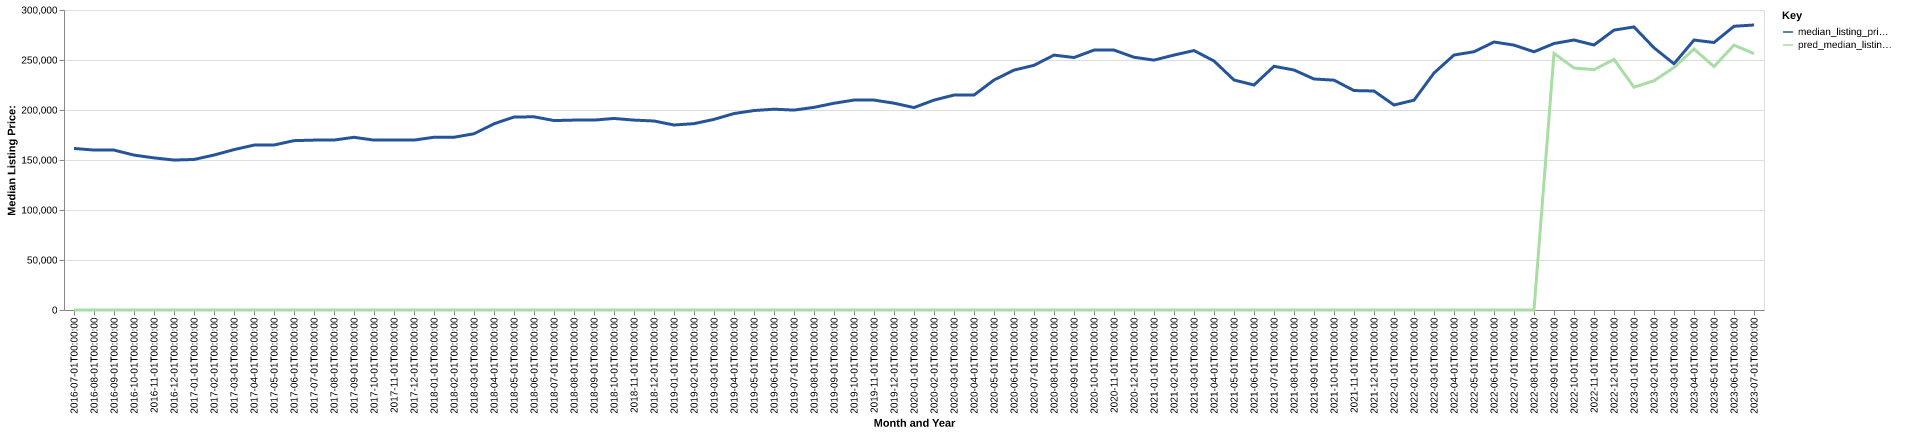 300,000
250,000
200,000
150,000
100,000
50,000
0
Median Listing Price:
2016-07-01T00:00:00
2016-08-01T00:00:00
2016-09-01T00:00:00
2016-10-01T00:00:00
2016-11-01T00:00:00
2016-12-01T00:00:00
2017-01-01T00:00:00
2017-02-01T00:00:00
2017-03-01T00:00:00
2017-04-01T00:00:00
2017-05-01T00:00:00
2017-06-01T00:00:00
2017-07-01T00:00:00
2017-08-01T00:00:00
2017-09-01T00:00:00
2017-10-01T00:00:00
2017-11-01T00:00:00
2017-12-01T00:00:00
2018-01-01T00:00:00
2018-02-01T00:00:00
2018-03-01T00:00:00
2018-04-01T00:00:00
2018-05-01T00:00:00
2018-06-01T00:00:00
2018-07-01T00:00:00
2018-08-01T00:00:00
2018-09-01T00:00:00
2018-10-01T00:00:00
2018-11-01T00:00:00
2018-12-01T00:00:00
2019-01-01T00:00:00
2019-02-01T00:00:00
2019-03-01T00:00:00
2019-04-01T00:00:00
2019-05-01T00:00:00
2019-06-01T00:00:00
2019-07-01T00:00:00
2019-08-01T00:00:00
2019-09-01T00:00:00
2019-10-01T00:00:00
2019-11-01T00:00:00
2019-12-01T00:00:00
2020-01-01T00:00:00
2020-02-01T00:00:00
2020-03-01T00:00:00
2020-04-01T00:00:00
2020-05-01T00:00:00
2020-06-01T00:00:00
2020-07-01T00:00:00
2020-08-01T00:00:00
2020-09-01T00:00:00
2020-10-01T00:00:00
2020-11-01T00:00:00
2020-12-01T00:00:00
2021-01-01T00:00:00
2021-02-01T00:00:00
2021-03-01T00:00:00
2021-04-01T00:00:00
2021-05-01T00:00:00
2021-06-01T00:00:00
2021-07-01T00:00:00
2021-08-01T00:00:00
2021-09-01T00:00:00
2021-10-01T00:00:00
2021-11-01T00:00:00
2021-12-01T00:00:00
2022-01-01T00:00:00
2022-02-01T00:00:00
2022-03-01T00:00:00
2022-04-01T00:00:00
2022-05-01T00:00:00
2022-06-01T00:00:00
2022-07-01T00:00:00
2022-08-01T00:00:00
2022-09-01T00:00:00
2022-10-01T00:00:00
2022-11-01T00:00:00
2022-12-01T00:00:00
2023-01-01T00:00:00
2023-02-01T00:00:00
2023-03-01T00:00:00
2023-04-01T00:00:00
2023-05-01T00:00:00
2023-06-01T00:00:00
2023-07-01T00:00:00
Month and Year
Key
median_listing_pri…
pred_median_listin…